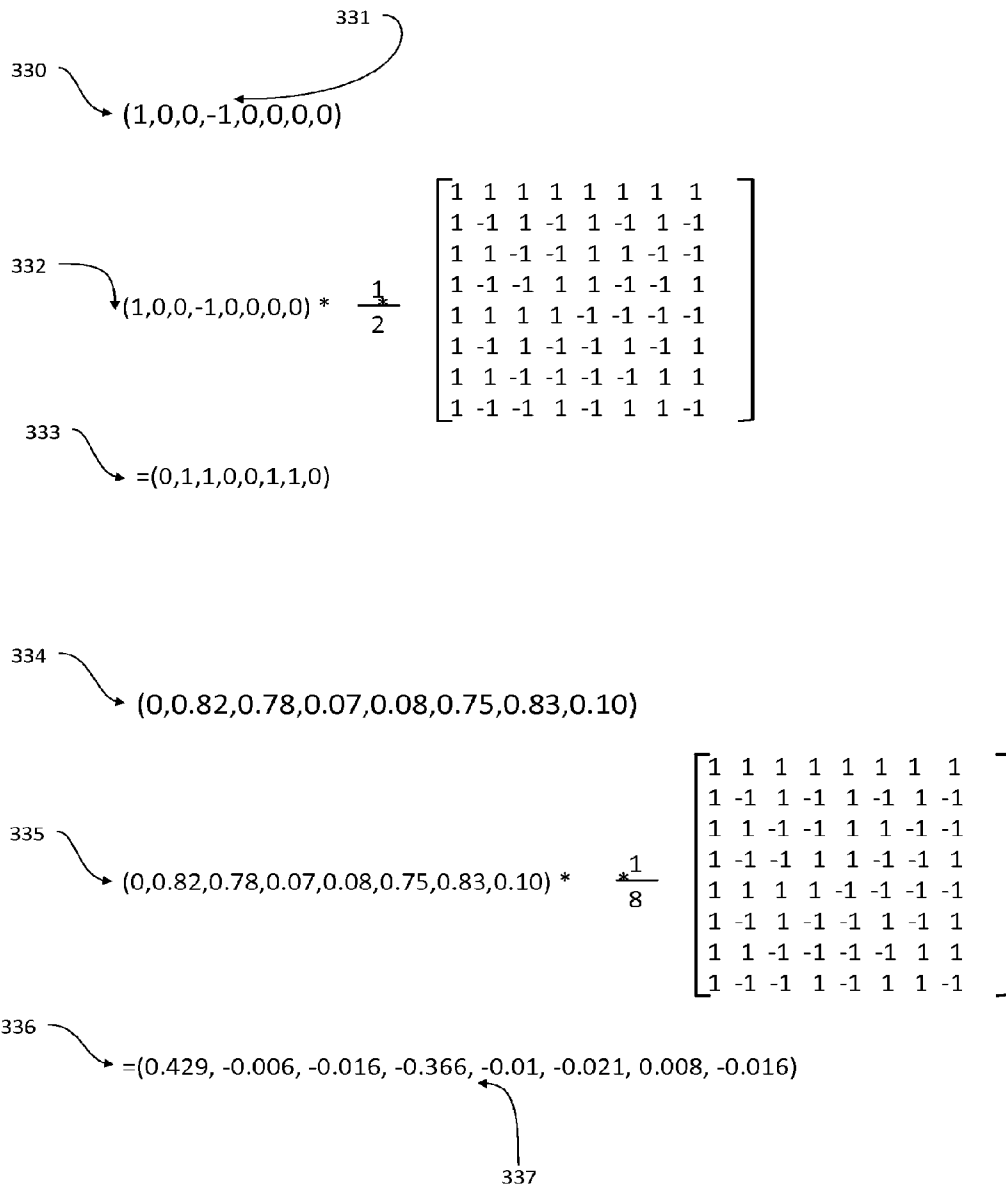 331
330
(1,0,0,-1,0,0,0,0)
1 1 1 1 1 1 1 1
1 -1 1 -1 1 -1 1 -1
1 1 -1 -1 1 1 -1 -1
332
1 -1 -1 1 1 -1 -1 1
(1,0,0,-1,0,0,0,0) * 1
*
2
1 1 1 1 -1 -1 -1 -1
1 -1 1 -1 -1 1 -1 1
1 1 -1 -1 -1 -1 1 1
1 -1 -1 1 -1 1 1 -1
333
=(0,1,1,0,0,1,1,0)
334
(0,0.82,0.78,0.07,0.08,0.75,0.83,0.10)
1 1 1 1 1 1 1 1
1 -1 1 -1 1 -1 1 -1
1 1 -1 -1 1 1 -1 -1
335
1 -1 -1 1 1 -1 -1 1
(0,0.82,0.78,0.07,0.08,0.75,0.83,0.10) * *1
8
1 1 1 1 -1 -1 -1 -1
1 -1 1 -1 -1 1 -1 1
1 1 -1 -1 -1 -1 1 1
1 -1 -1 1 -1 1 1 -1
336
=(0.429, -0.006, -0.016, -0.366, -0.01, -0.021, 0.008, -0.016)
337